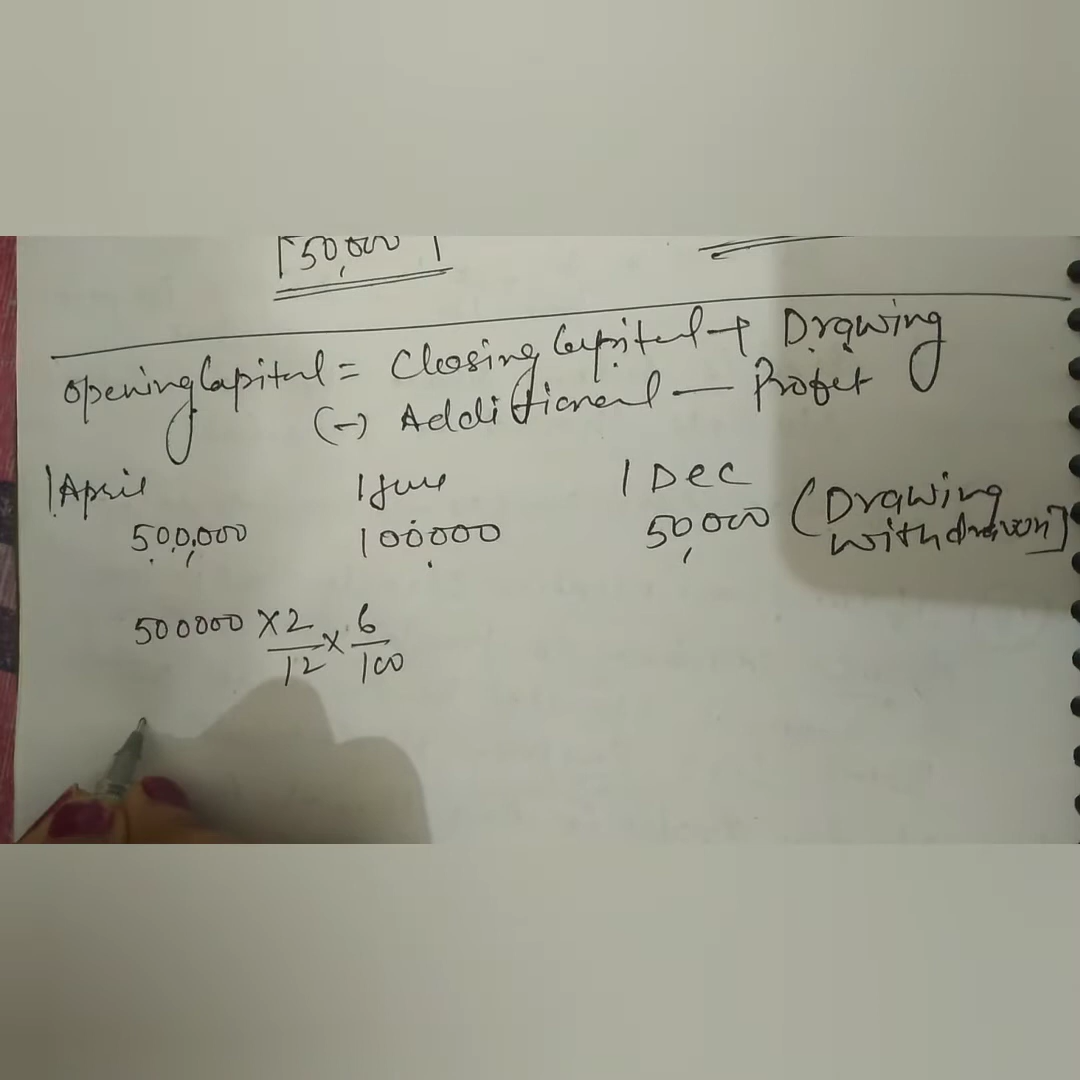 50,000
Opening Capital = Closing Capital + Drawing
(-) Additional — Profit
1 April 1 June 1 Dec
500,000 100000 50,000 (Drawing
withdrawn]
500000 × 2/12 × 6/100